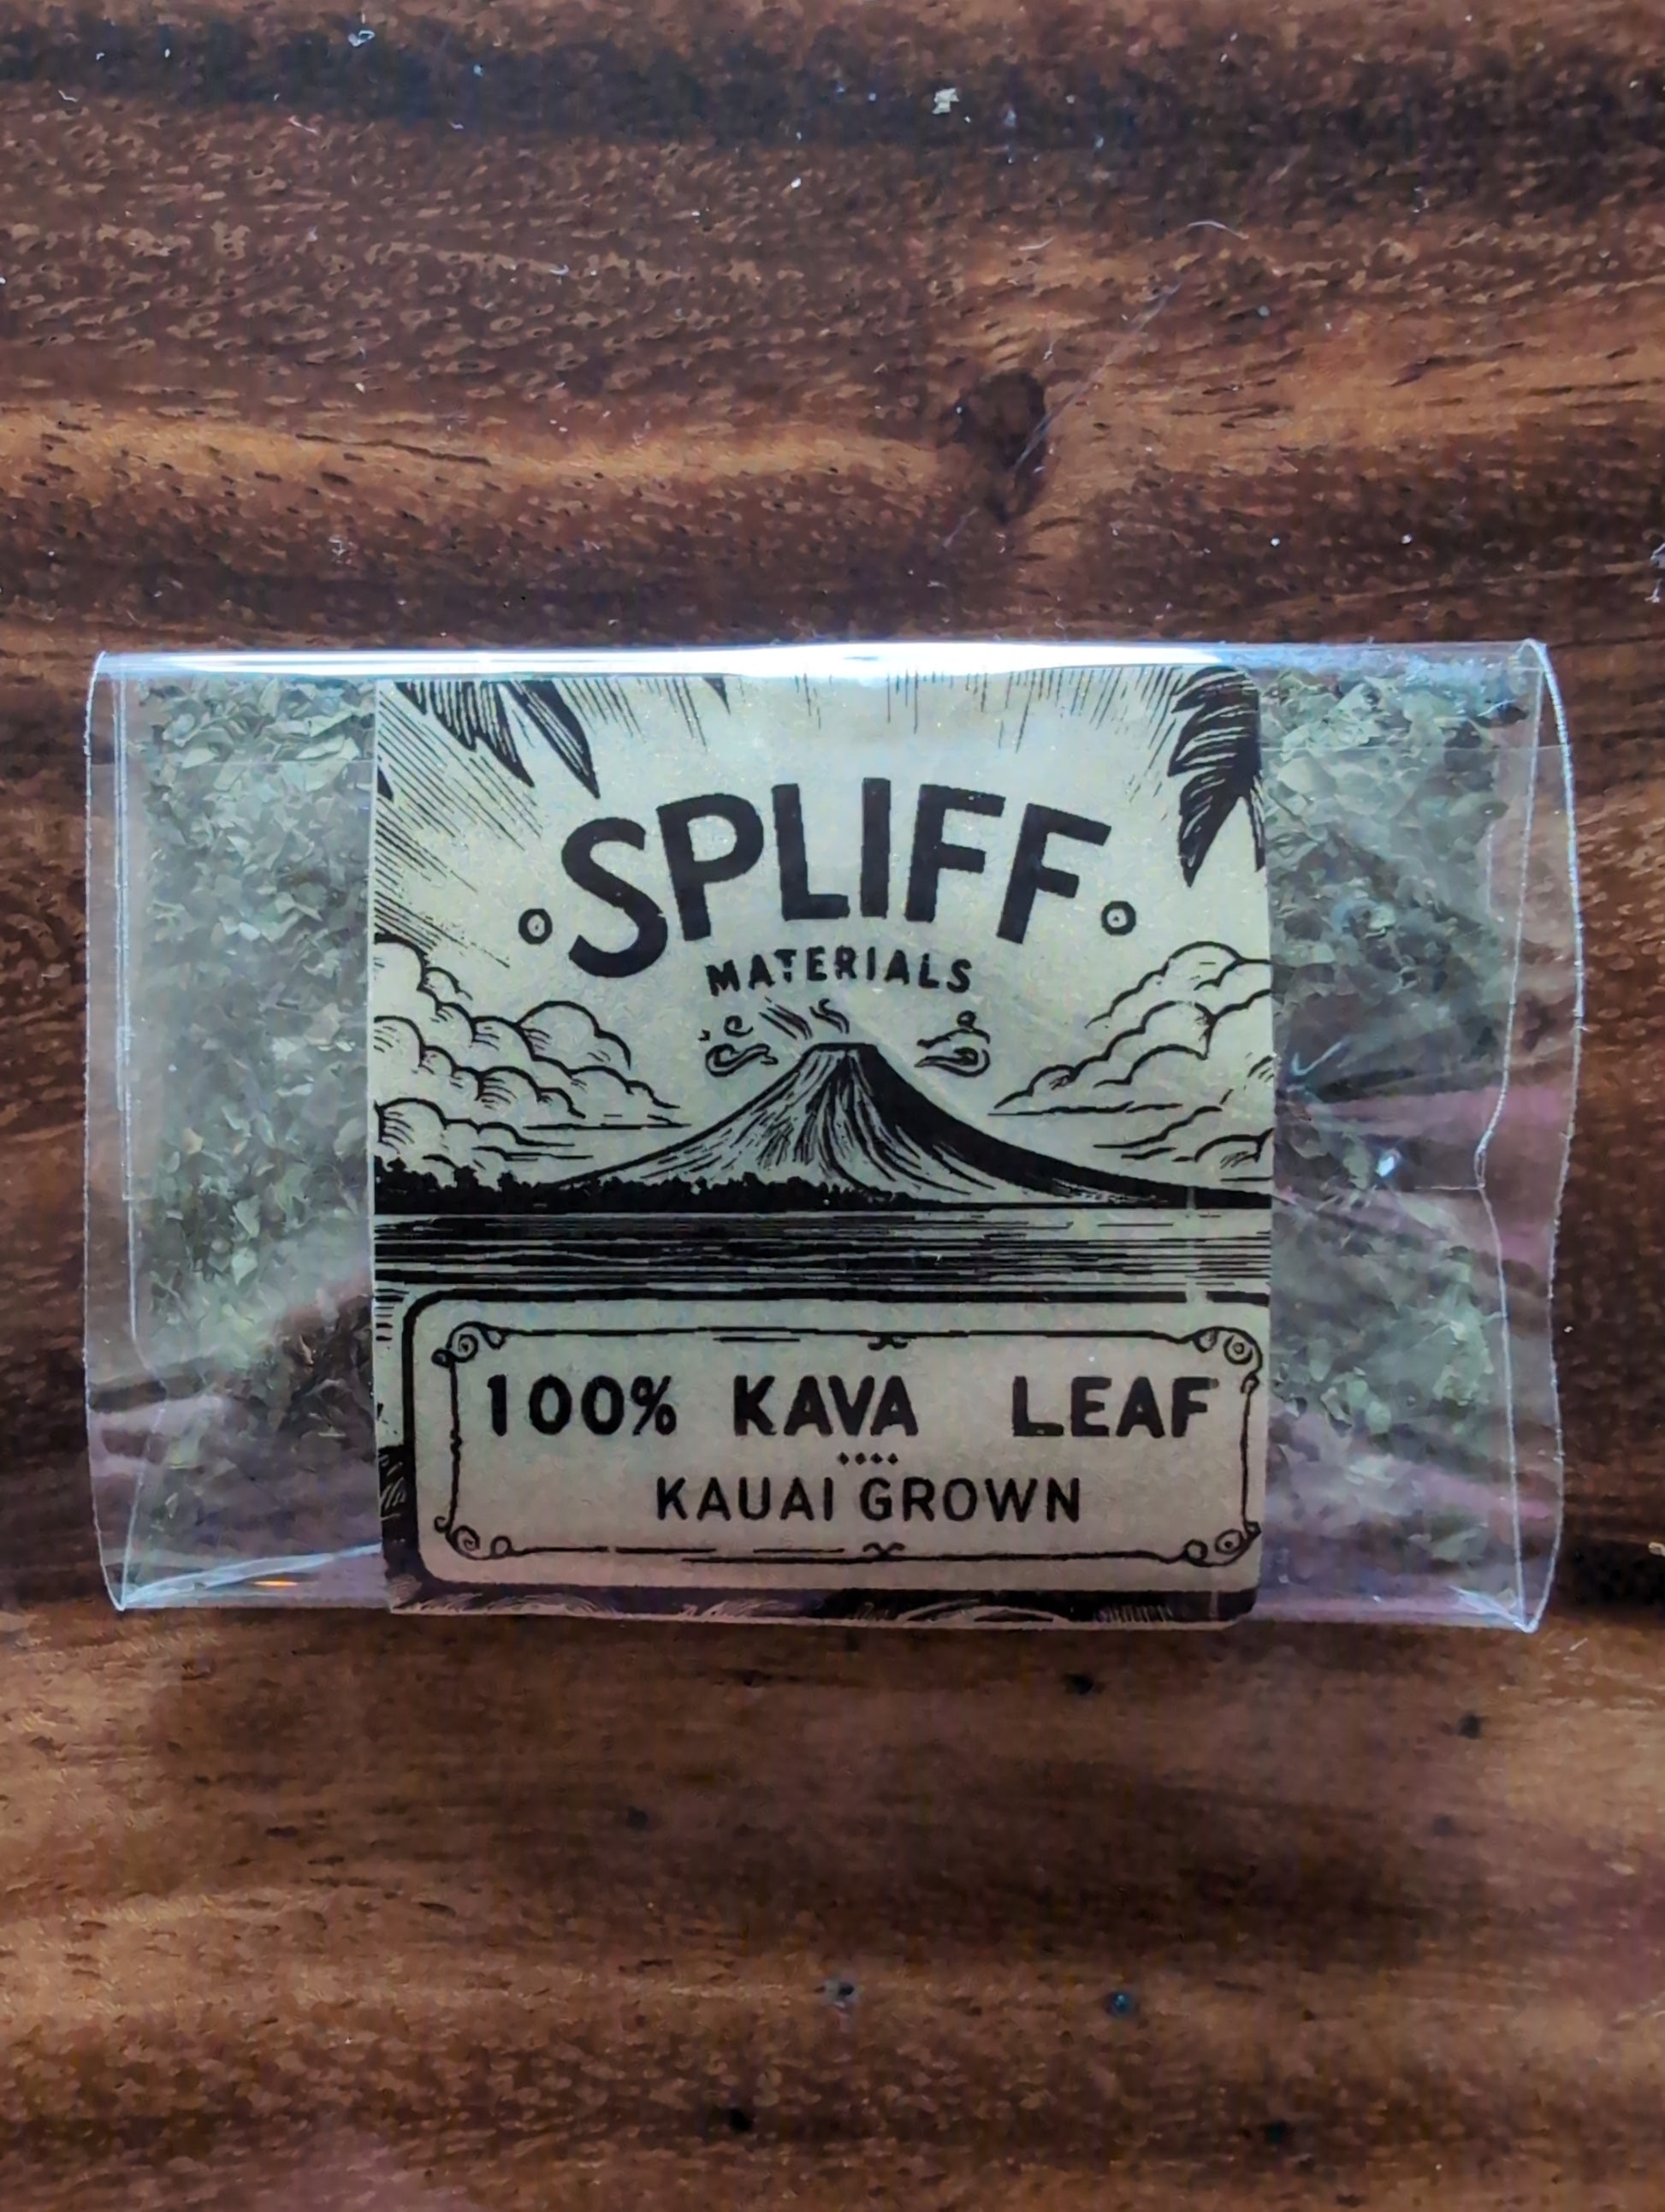 SPLIFF
MATERIALS
100% KAVA LEAF
KAUAI GROWN